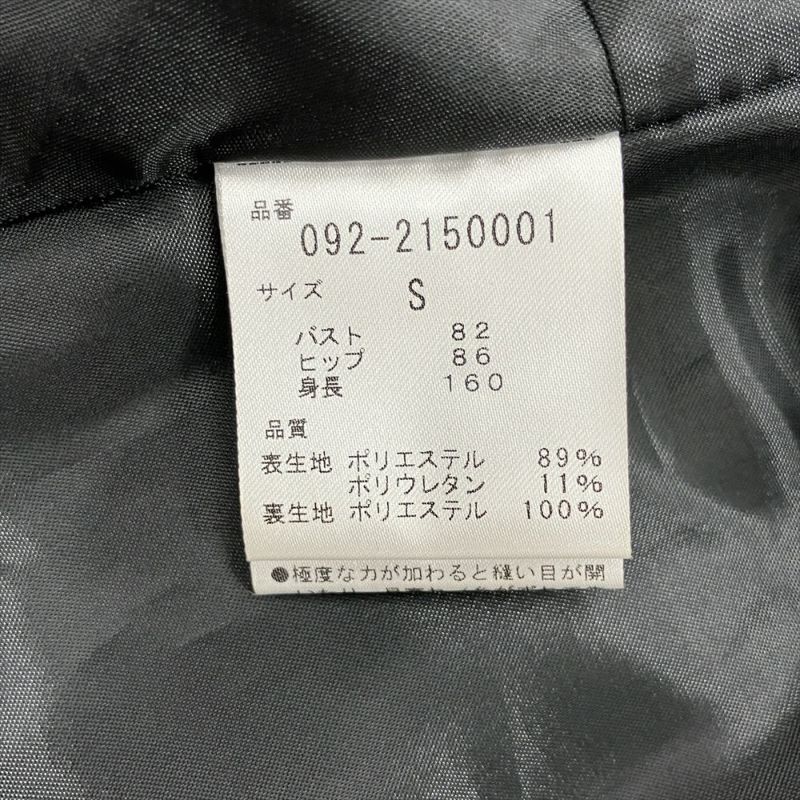 品番
092-2150001
サイズ S
バスト 82
ヒップ 86
身長 160
品質
表生地 ポリエステル 89%
ポリウレタン 11%
裏生地 ポリエステル 100%
●極度な力が加わると縫い目が開